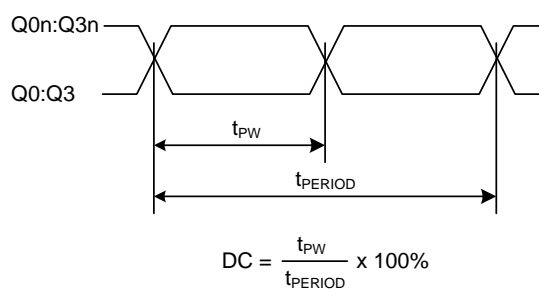 Q0n:Q3n
Q0:Q3
tPW
tPERIOD
DC = tPW / tPERIOD x 100%